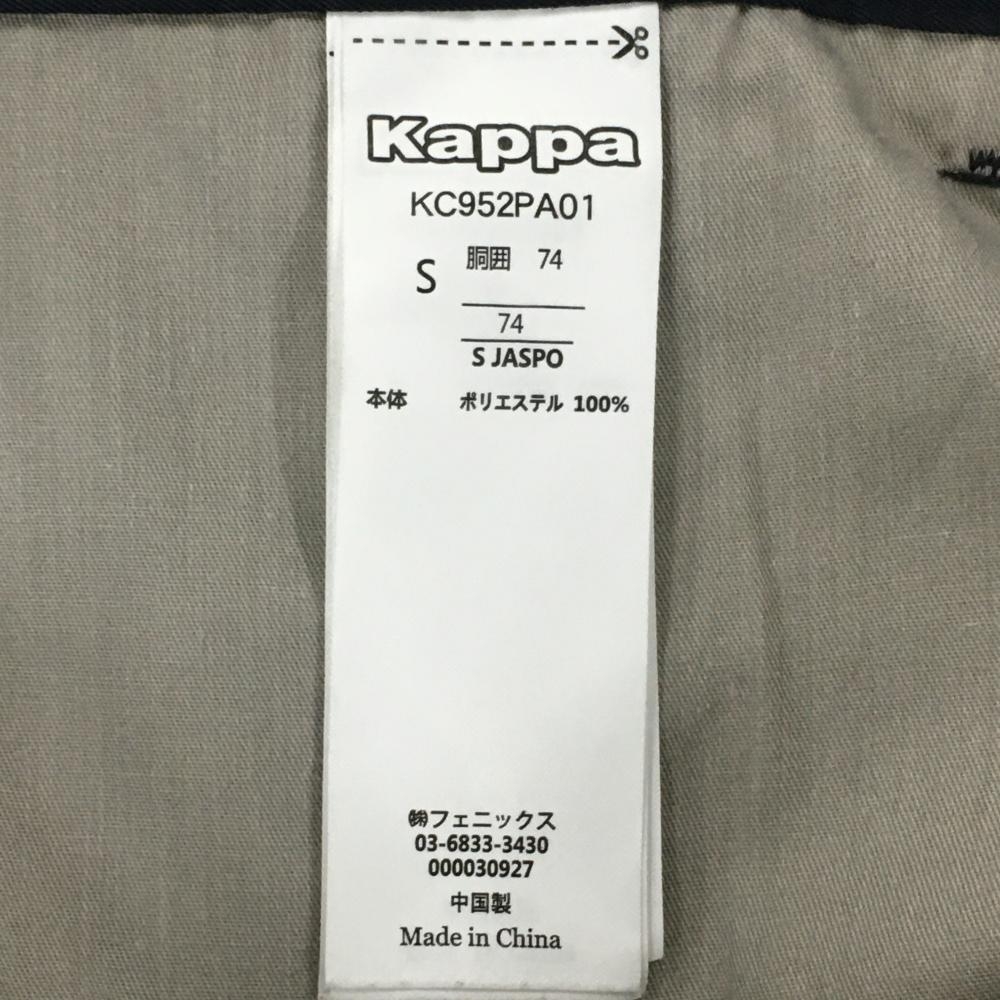 Kappa
KC952PA01
S 胴囲 74
74
S JASPO
本体 ポリエステル 100%
㈱フェニックス
03-6833-3430
000030927
中国製
Made in China